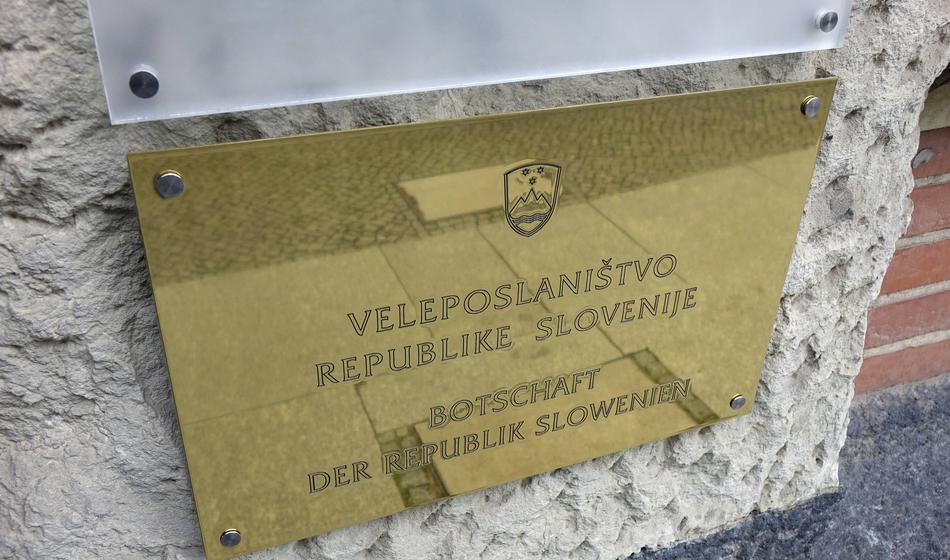 VELEPOSLANIŠTVO
REPUBLIKE SLOVENIJE
BOTSCHAFT
DER REPUBLIK SLOWENIEN